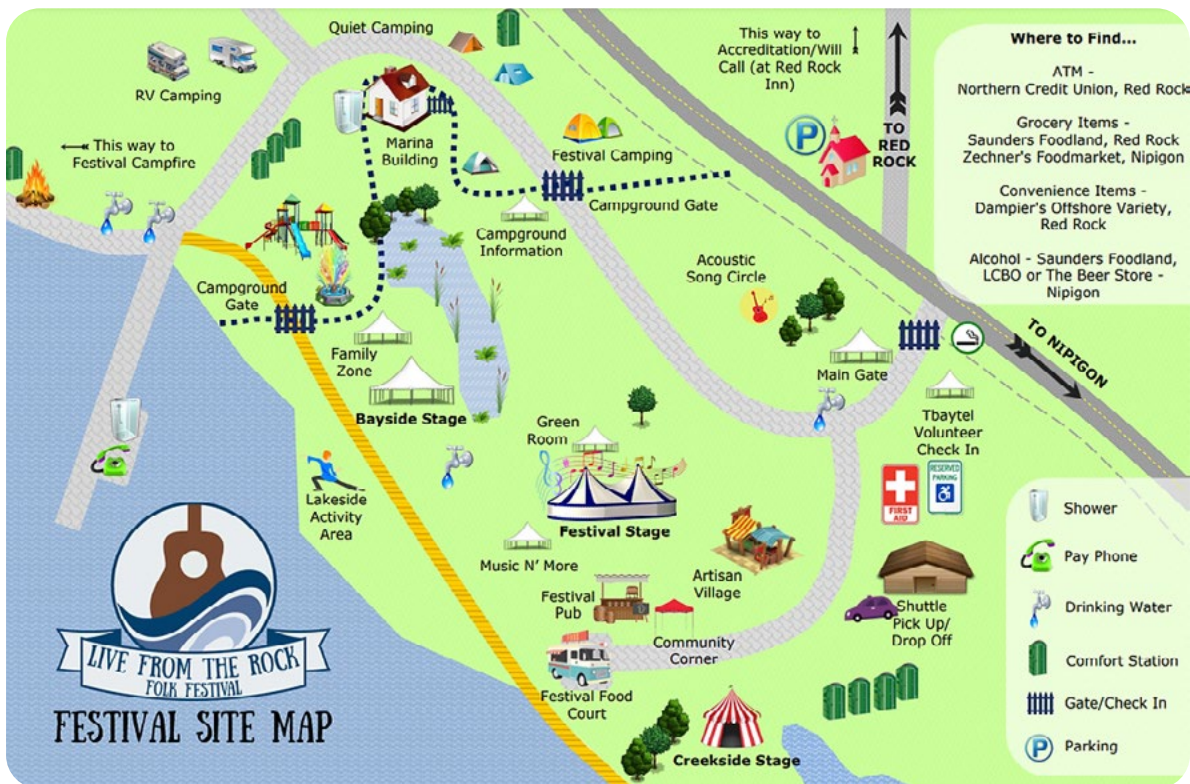 Quiet Camping
RV Camping
This way to
Festival Campfire
Marina
Building
Festival Camping
Campground Gate
Campground
Information
Campground
Gate
Family
Zone
Bayside Stage
Lakeside
Activity
Area
This way to
Accreditation/Will
Call (at Red Rock
Inn)
P
TO
RED
ROCK
Acoustic
Song Circle
Main Gate
TO NIPIGON
Tbaytel
Volunteer
Check In
FIRST
AID
RESERVED
PARKING
Green
Room
Festival Stage
Music N' More
Artisan
Village
Festival
Pub
Community
Corner
Shuttle
Pick Up/
Drop Off
Festival Food
Court
Creekside Stage
Where to Find...
ATM -
Northern Credit Union, Red Rock
Grocery Items -
Saunders Foodland, Red Rock
Zechner's Foodmarket, Nipigon
Convenience Items -
Dampier's Offshore Variety,
Red Rock
Alcohol - Saunders Foodland,
LCBO or The Beer Store -
Nipigon
Shower
Pay Phone
Drinking Water
Comfort Station
Gate/Check In
P
Parking
LIVE FROM THE ROCK
FOLK FESTIVAL
FESTIVAL SITE MAP